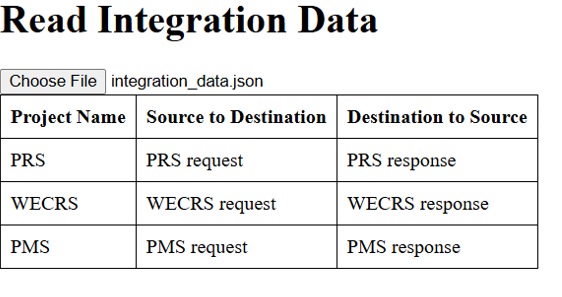 Read Integration Data
Choose File integration_data.json
Project Name Source to Destination Destination to Source
PRS PRS request PRS response
WECRS WECRS request WECRS response
PMS PMS request PMS response